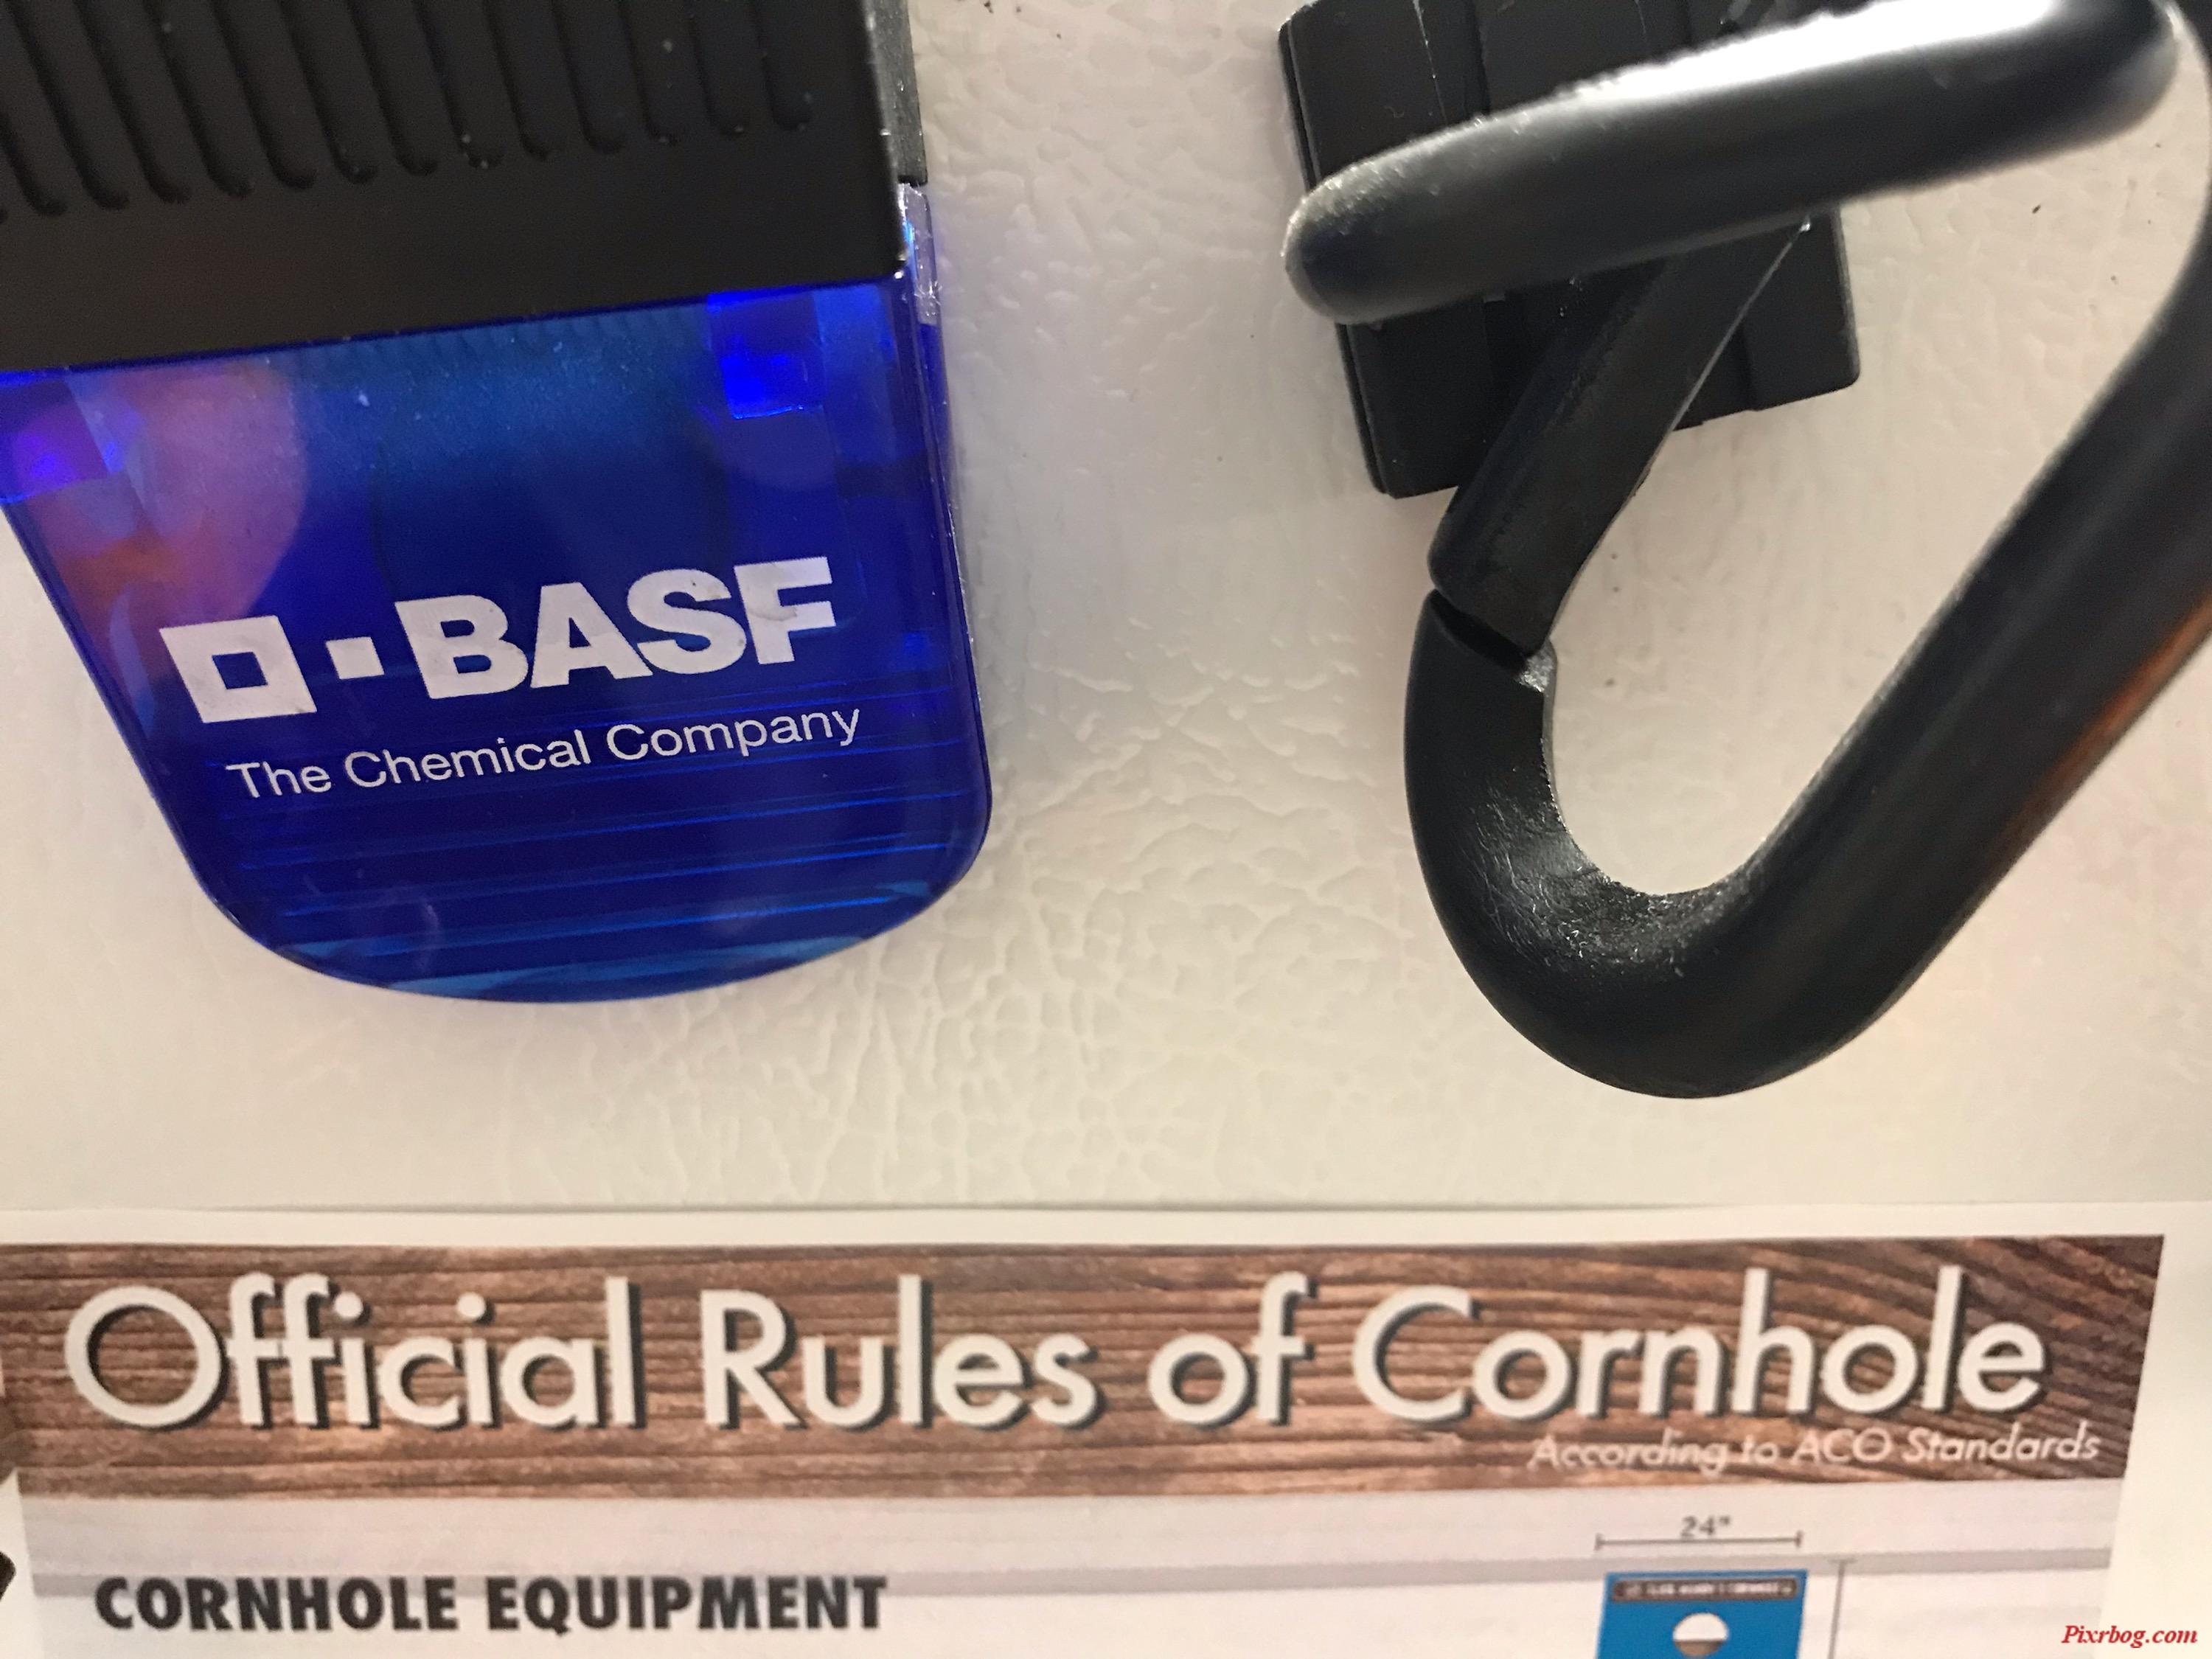 BASF
The Chemical Company
Official Rules of Cornhole
According to ACO Standards
24"
CORNHOLE EQUIPMENT
Pixrbog.com